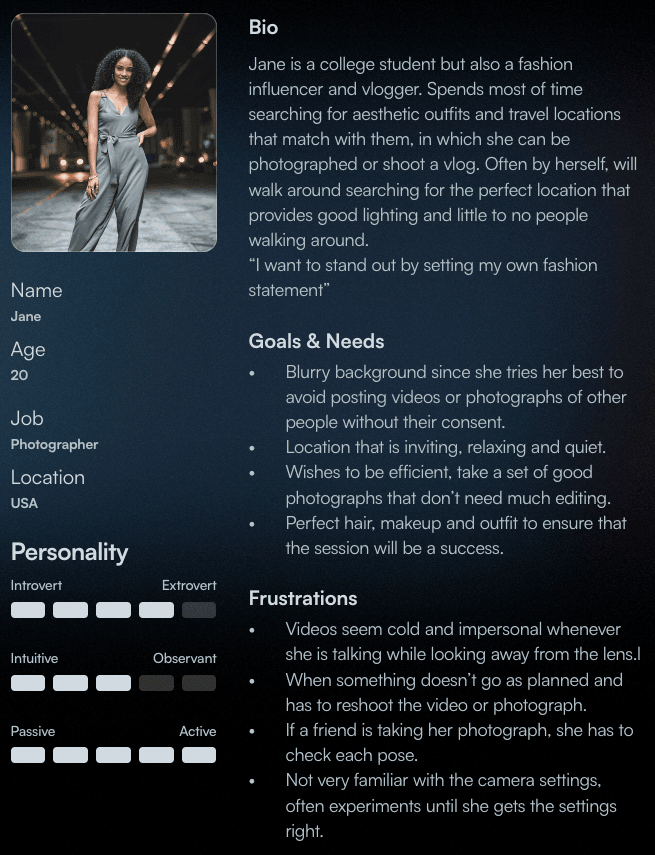 Bio
Jane is a college student but also a fashion
influencer and vlogger. Spends most of time
searching for aesthetic outfits and travel locations
that match with them, in which she can be
photographed or shoot a vlog. Often by herself, will
walk around searching for the perfect location that
provides good lighting and little to no people
walking around.
“I want to stand out by setting my own fashion
statement”
Name
Jane
Age
20
Job
Photographer
Location
USA
Personality
Introvert Extrovert
Intuitive Observant
Passive Active
Goals & Needs
• Blurry background since she tries her best to
avoid posting videos or photographs of other
people without their consent.
• Location that is inviting, relaxing and quiet.
• Wishes to be efficient, take a set of good
photographs that don’t need much editing.
• Perfect hair, makeup and outfit to ensure that
the session will be a success.
Frustrations
• Videos seem cold and impersonal whenever
she is talking while looking away from the lens.l
• When something doesn’t go as planned and
has to reshoot the video or photograph.
• If a friend is taking her photograph, she has to
check each pose.
• Not very familiar with the camera settings,
often experiments until she gets the settings
right.